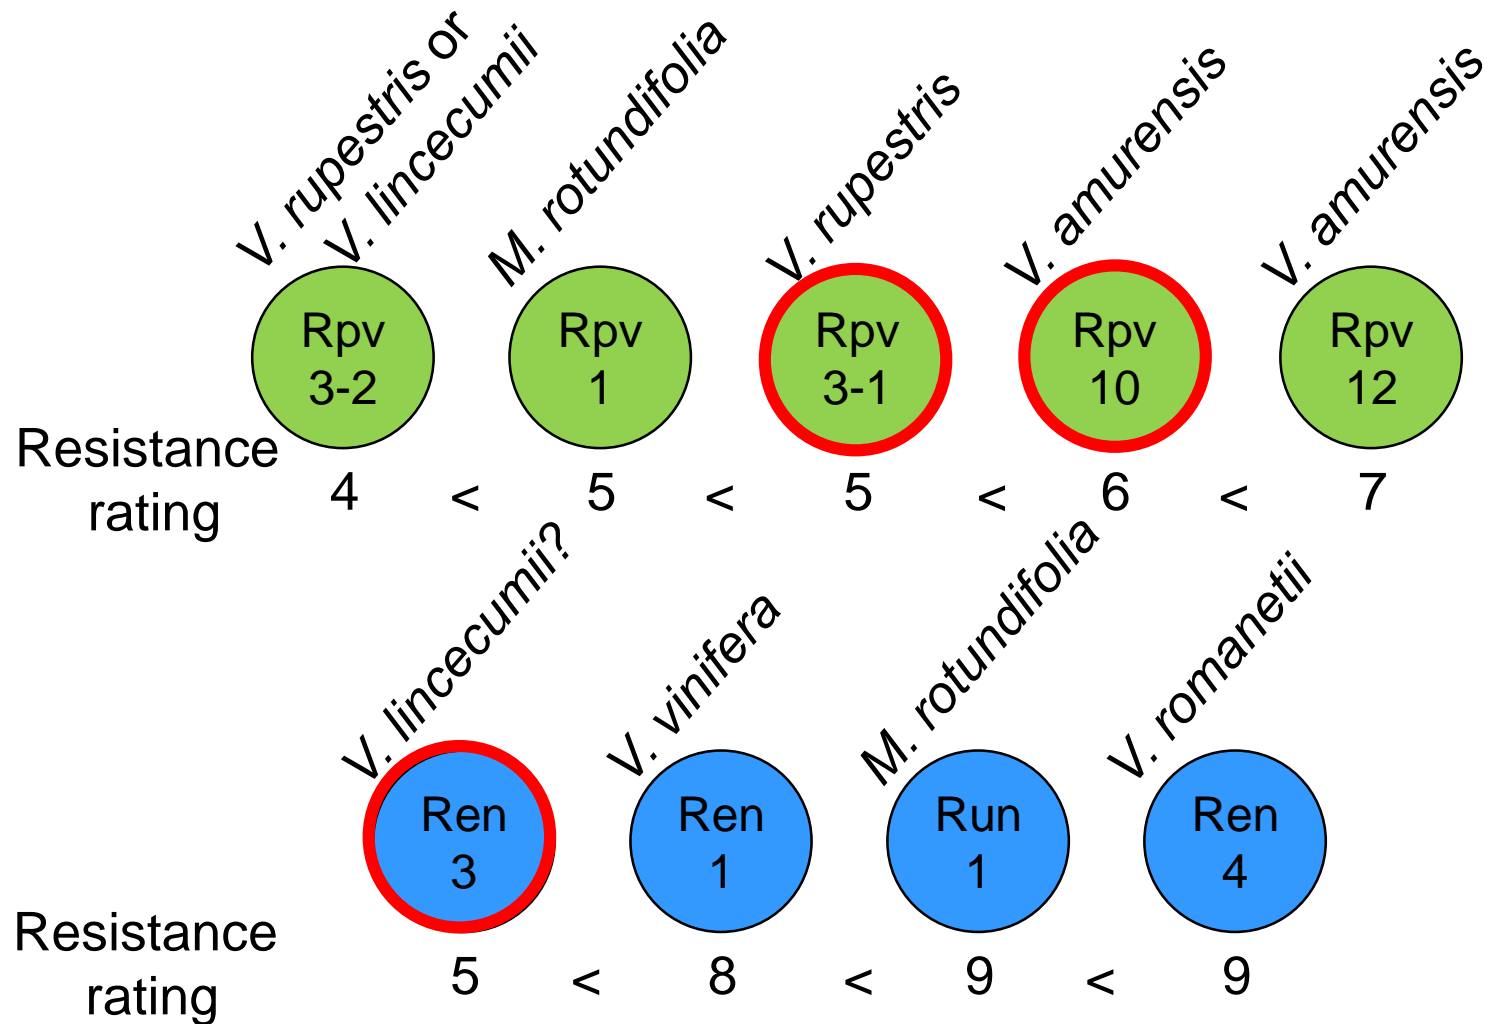 V. rupestris or
V. lincecumii
M. rotundifolia
V. rupestris
V. amurensis
V. amurensis
Rpv
3-2
Rpv
1
Rpv
3-1
Rpv
10
Rpv
12
Resistance
rating
4 < 5 < 5 < 6 < 7
V. lincecumii?
V. vinifera
M. rotundifolia
V. romanetii
Ren
3
Ren
1
Run
1
Ren
4
Resistance
rating
5 < 8 < 9 < 9